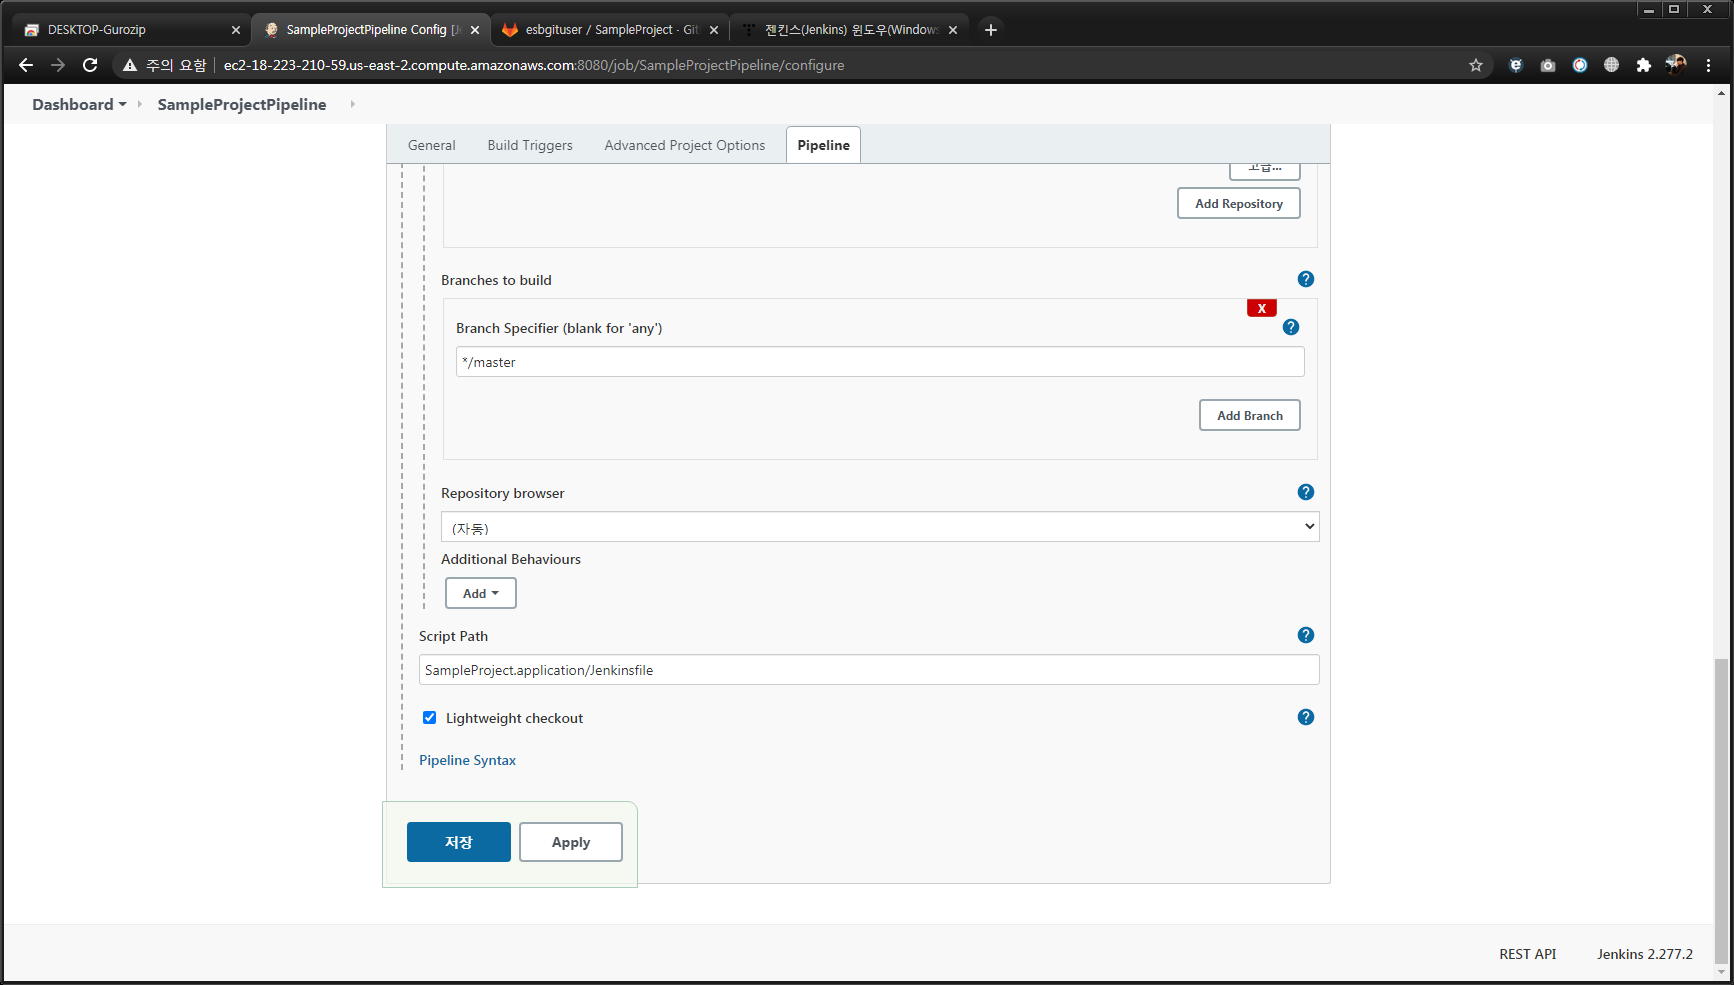 DESKTOP-Gurozip
SampleProjectPipeline Config [J
esbgituser / SampleProject · Git
젠킨스(Jenkins) 윈도우(Windows
주의 요함
ec2-18-223-210-59.us-east-2.compute.amazonaws.com:8080/job/SampleProjectPipeline/configure
Dashboard
SampleProjectPipeline
General
Build Triggers
Advanced Project Options
Pipeline
고급...
Add Repository
Branches to build
X
Branch Specifier (blank for 'any')
*/master
Add Branch
Repository browser
(자동)
Additional Behaviours
Add
Script Path
SampleProject.application/Jenkinsfile
Lightweight checkout
Pipeline Syntax
저장
Apply
REST API
Jenkins 2.277.2